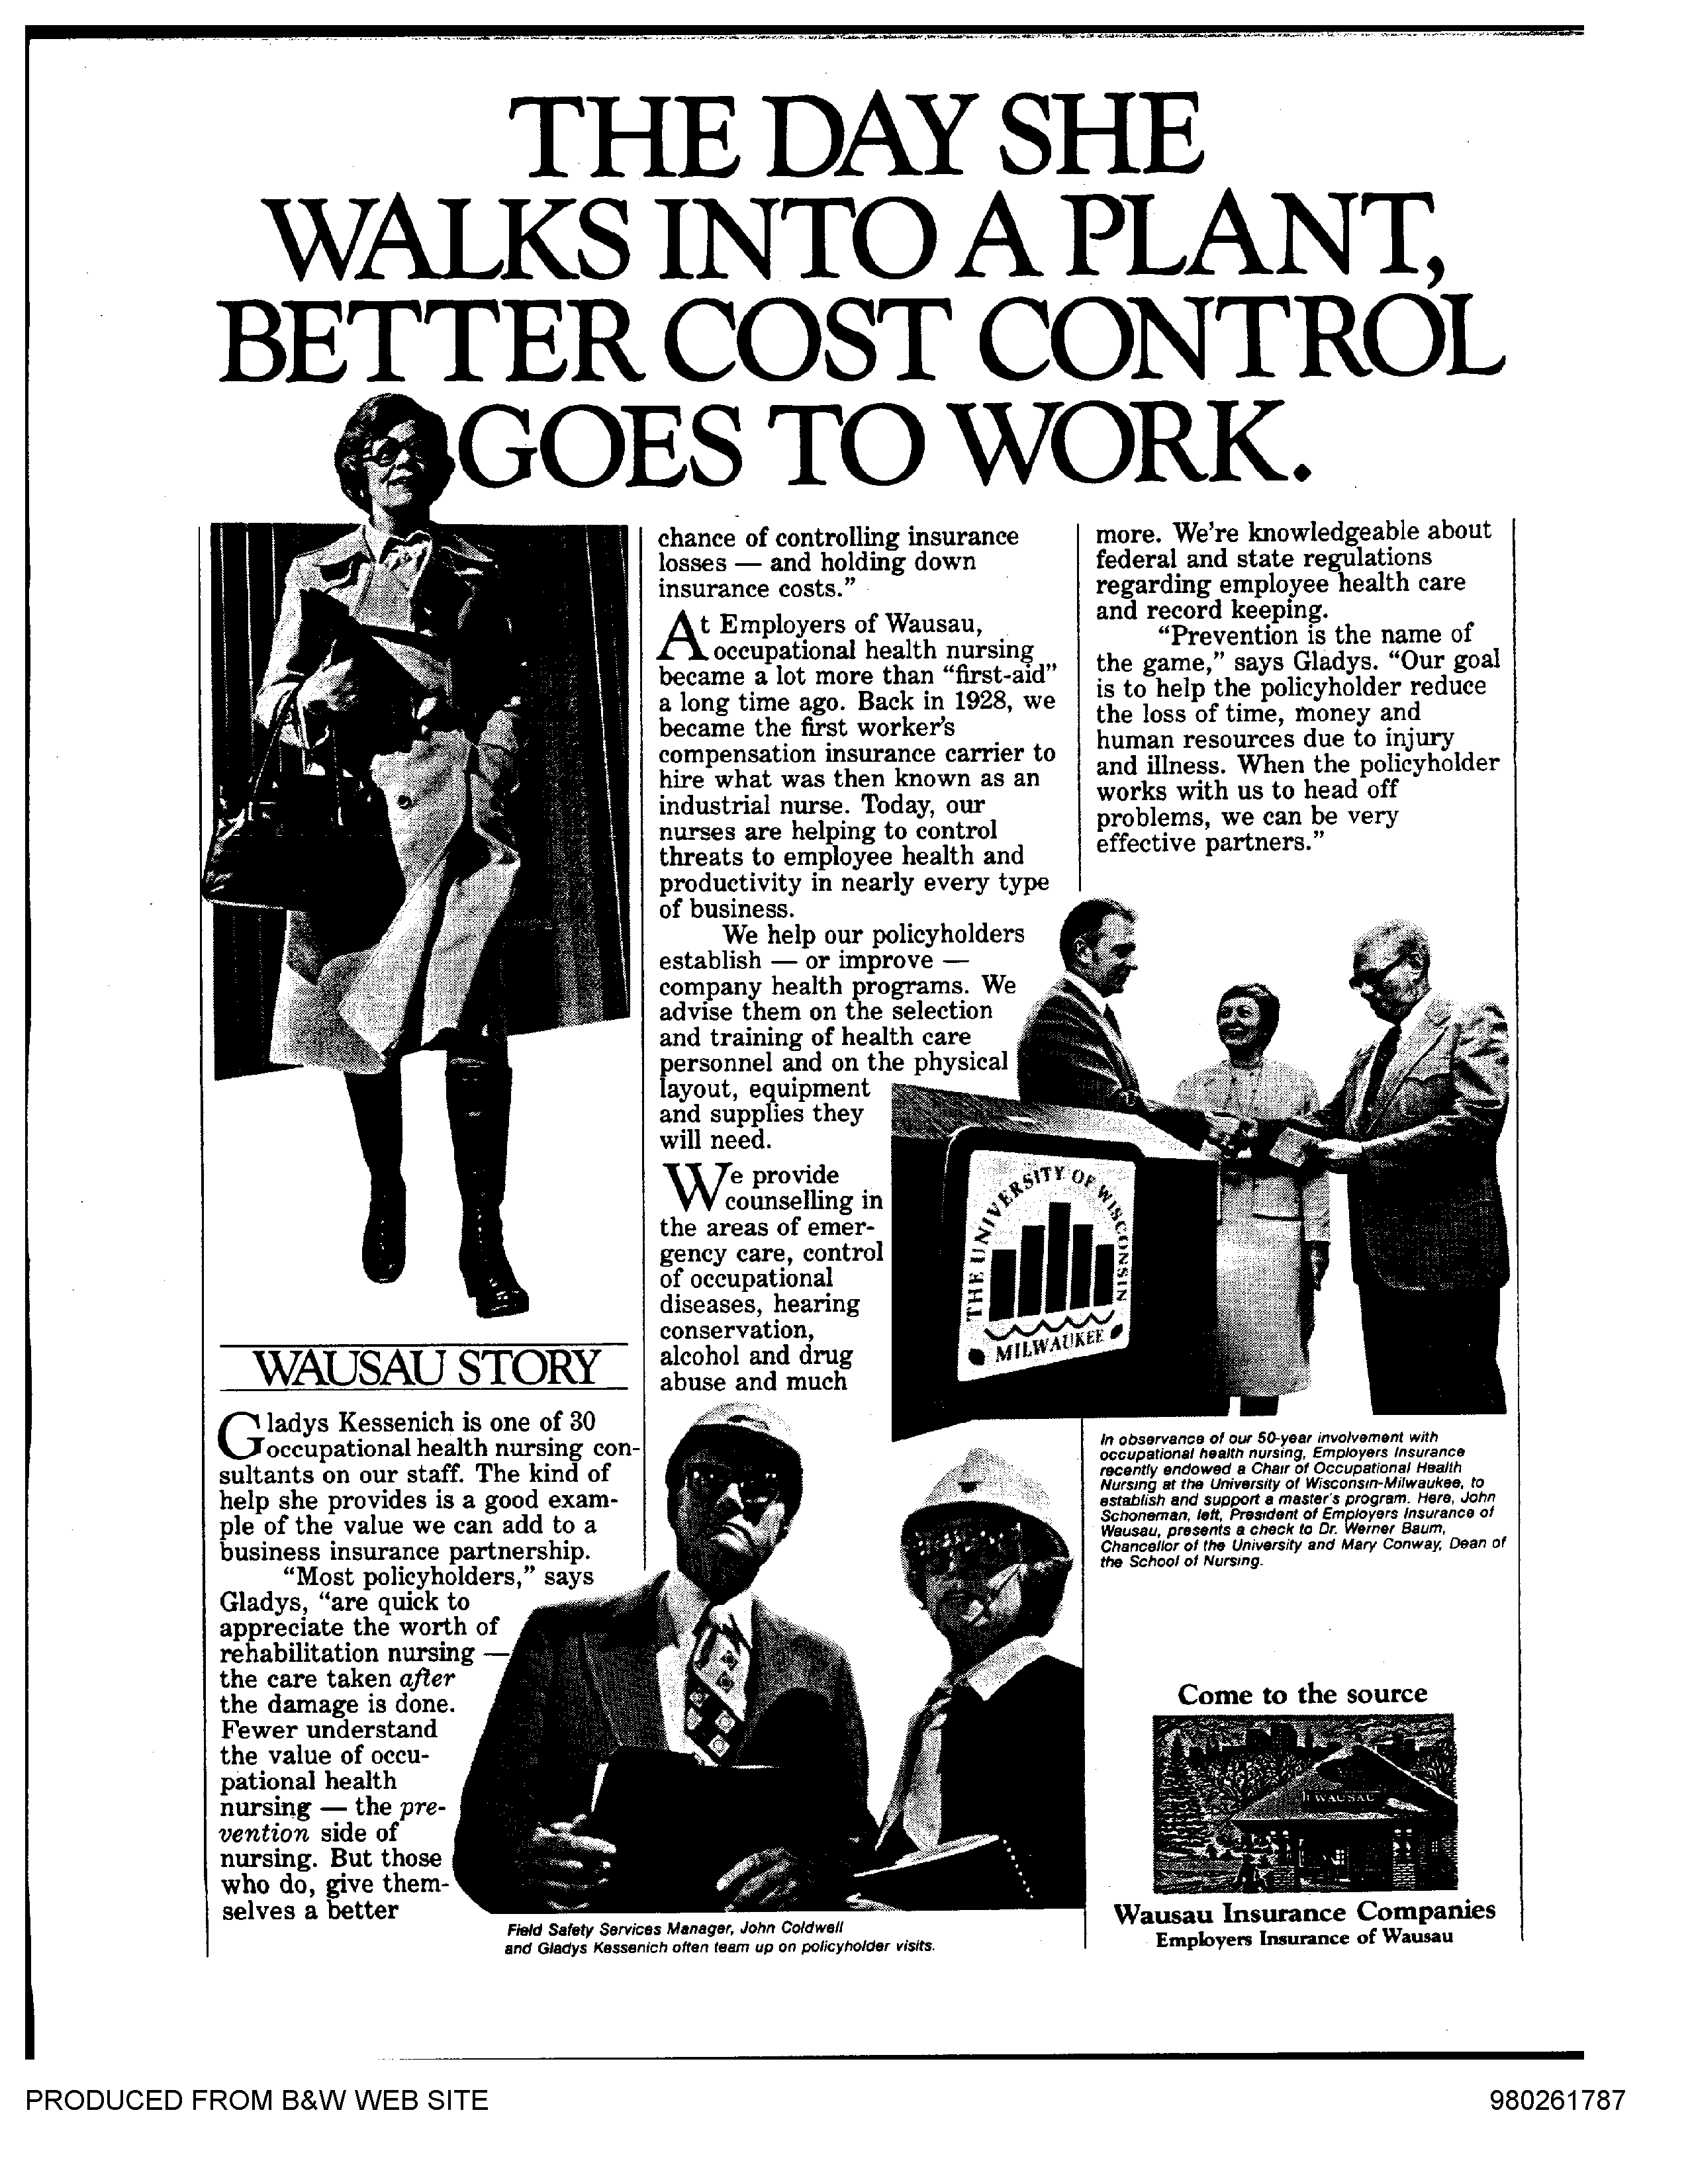 THE DAY SHE
WALKS INTO A PLANT,
BETTER COST CONTROL
GOES TO WORK.
WAUSAU STORY
Gladys Kessenich is one of 30
occupational health nursing con-
sultants on our staff. The kind of
help she provides is a good exam-
ple of the value we can add to a
business insurance partnership.
“Most policyholders,” says
Gladys, “are quick to
appreciate the worth of
rehabilitation nursing —
the care taken after
the damage is done.
Fewer understand
the value of occu-
pational health
nursing — the pre-
vention side of
nursing. But those
who do, give them-
selves a better
chance of controlling insurance
losses — and holding down
insurance costs.”
At Employers of Wausau,
occupational health nursing
became a lot more than “first-aid”
a long time ago. Back in 1928, we
became the first worker's
compensation insurance carrier to
hire what was then known as an
industrial nurse. Today, our
nurses are helping to control
threats to employee health and
productivity in nearly every type
of business.
We help our policyholders
establish — or improve —
company health programs. We
advise them on the selection
and training of health care
personnel and on the physical
layout, equipment
and supplies they
will need.
We provide
counselling in
the areas of emer-
gency care, control
of occupational
diseases, hearing
conservation,
alcohol and drug
abuse and much
more. We're knowledgeable about
federal and state regulations
regarding employee health care
and record keeping.
“Prevention is the name of
the game,” says Gladys. “Our goal
is to help the policyholder reduce
the loss of time, money and
human resources due to injury
and illness. When the policyholder
works with us to head off
problems, we can be very
effective partners.”
THE UNIVERSITY OF WISCONSIN
MILWAUKEE
In observance of our 50-year involvement with
occupational health nursing, Employers Insurance
recently endowed a Chair of Occupational Health
Nursing at the University of Wisconsin-Milwaukee, to
establish and support a master's program. Here, John
Schoneman, left, President of Employers Insurance of
Wausau, presents a check to Dr. Werner Baum,
Chancellor of the University and Mary Conway, Dean of
the School of Nursing.
Field Safety Services Manager, John Coldwell
and Gladys Kessenich often team up on policyholder visits.
Come to the source
WAUSAU
Wausau Insurance Companies
Employers Insurance of Wausau
PRODUCED FROM B&W WEB SITE
980261787